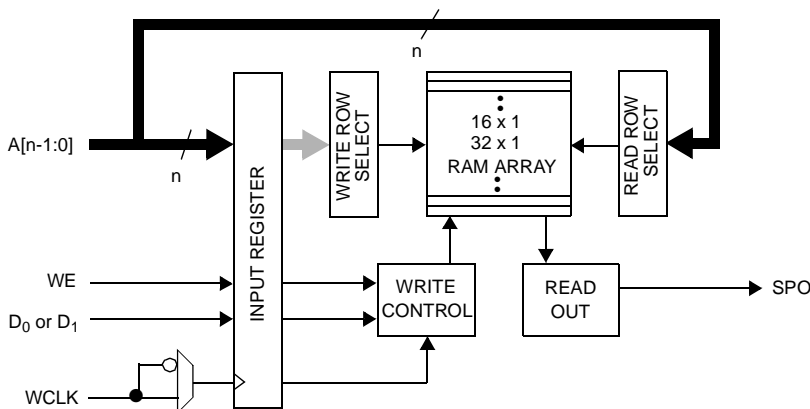 n
A[n-1:0]
n
INPUT REGISTER
WRITE ROW
SELECT
16 x 1
32 x 1
RAM ARRAY
READ ROW
SELECT
WE
D0 or D1
WCLK
WRITE
CONTROL
READ
OUT
SPO